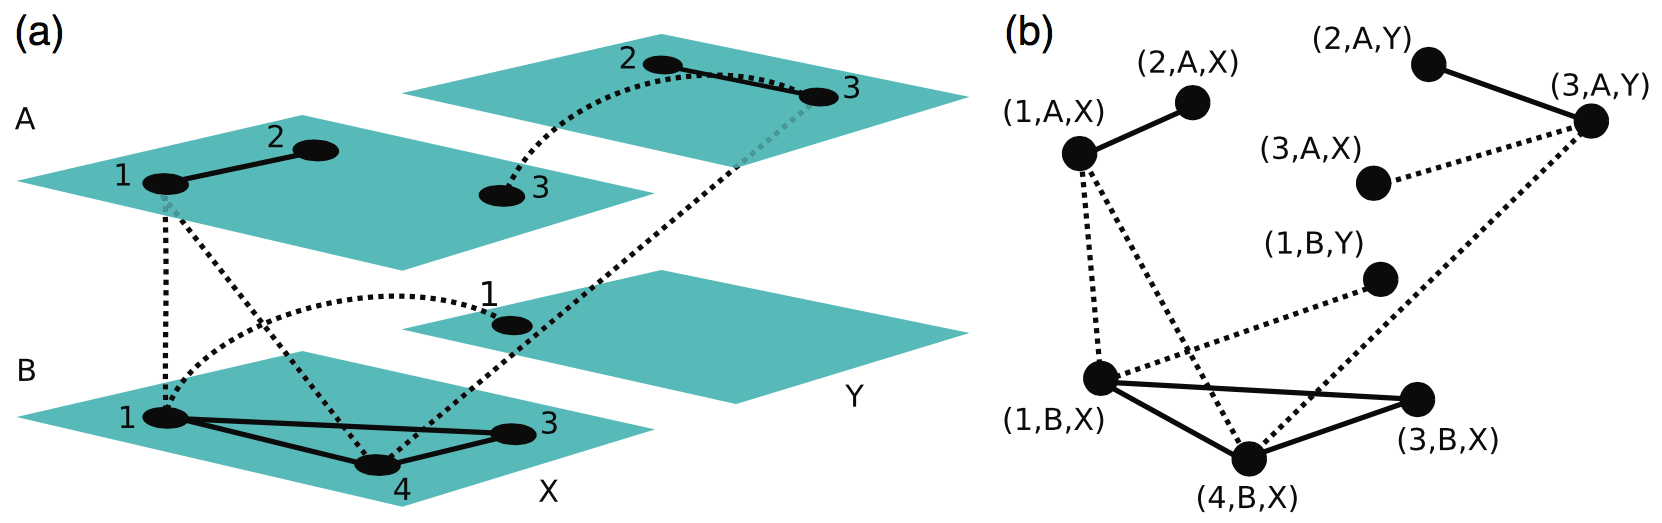 (a)
A
2
3
2
1
3
B
1
1
3
4
X
Y
(b)
(2,A,Y)
(2,A,X)
(3,A,Y)
(1,A,X)
(3,A,X)
(1,B,Y)
(1,B,X)
(3,B,X)
(4,B,X)